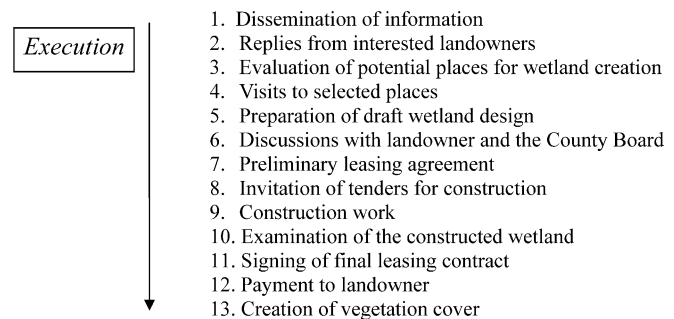 Execution
1. Dissemination of information
2. Replies from interested landowners
3. Evaluation of potential places for wetland creation
4. Visits to selected places
5. Preparation of draft wetland design
6. Discussions with landowner and the County Board
7. Preliminary leasing agreement
8. Invitation of tenders for construction
9. Construction work
10. Examination of the constructed wetland
11. Signing of final leasing contract
12. Payment to landowner
13. Creation of vegetation cover